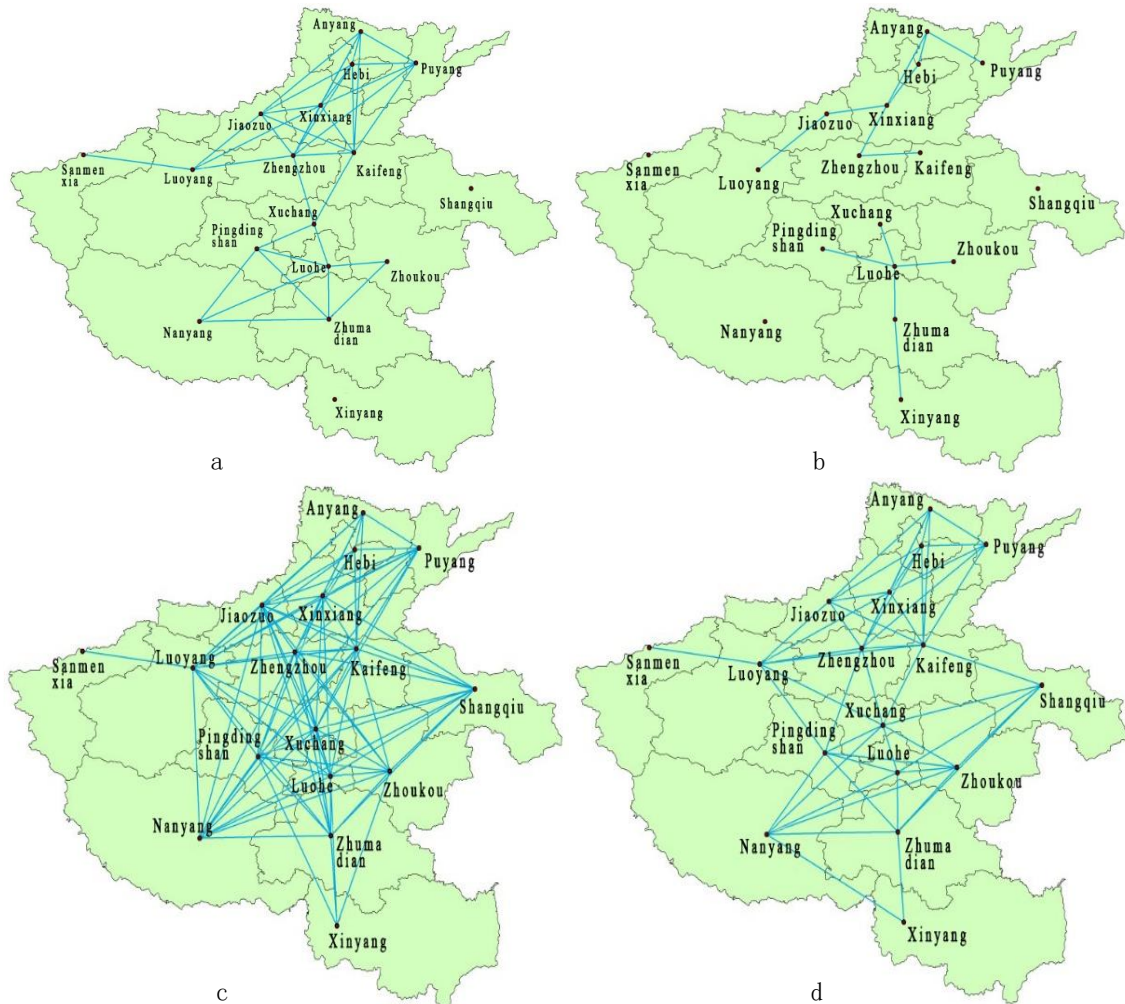 Anyang
Hebi
Puyang
Jiaozuo
Xinxiang
Sanmen
xia
Luoyang
Zhengzhou
Kaifeng
Shangqiu
Xuchang
Pingding
shan
Luohe
Zhoukou
Nanyang
Zhuma
dian
Xinyang
a
Anyang
Hebi
Puyang
Jiaozuo
Xinxiang
Sanmen
xia
Luoyang
Zhengzhou
Kaifeng
Shangqiu
Xuchang
Pingding
shan
Luohe
Zhoukou
Nanyang
Zhuma
dian
Xinyang
b
Anyang
Hebi
Puyang
Jiaozuo
Xinxiang
Sanmen
xia
Luoyang
Zhengzhou
Kaifeng
Shangqiu
Xuchang
Pingding
shan
Luohe
Zhoukou
Nanyang
Zhuma
dian
Xinyang
c
Anyang
Hebi
Puyang
Jiaozuo
Xinxiang
Sanmen
xia
Luoyang
Zhengzhou
Kaifeng
Shangqiu
Xuchang
Pingding
shan
Luohe
Zhoukou
Nanyang
Zhuma
dian
Xinyang
d